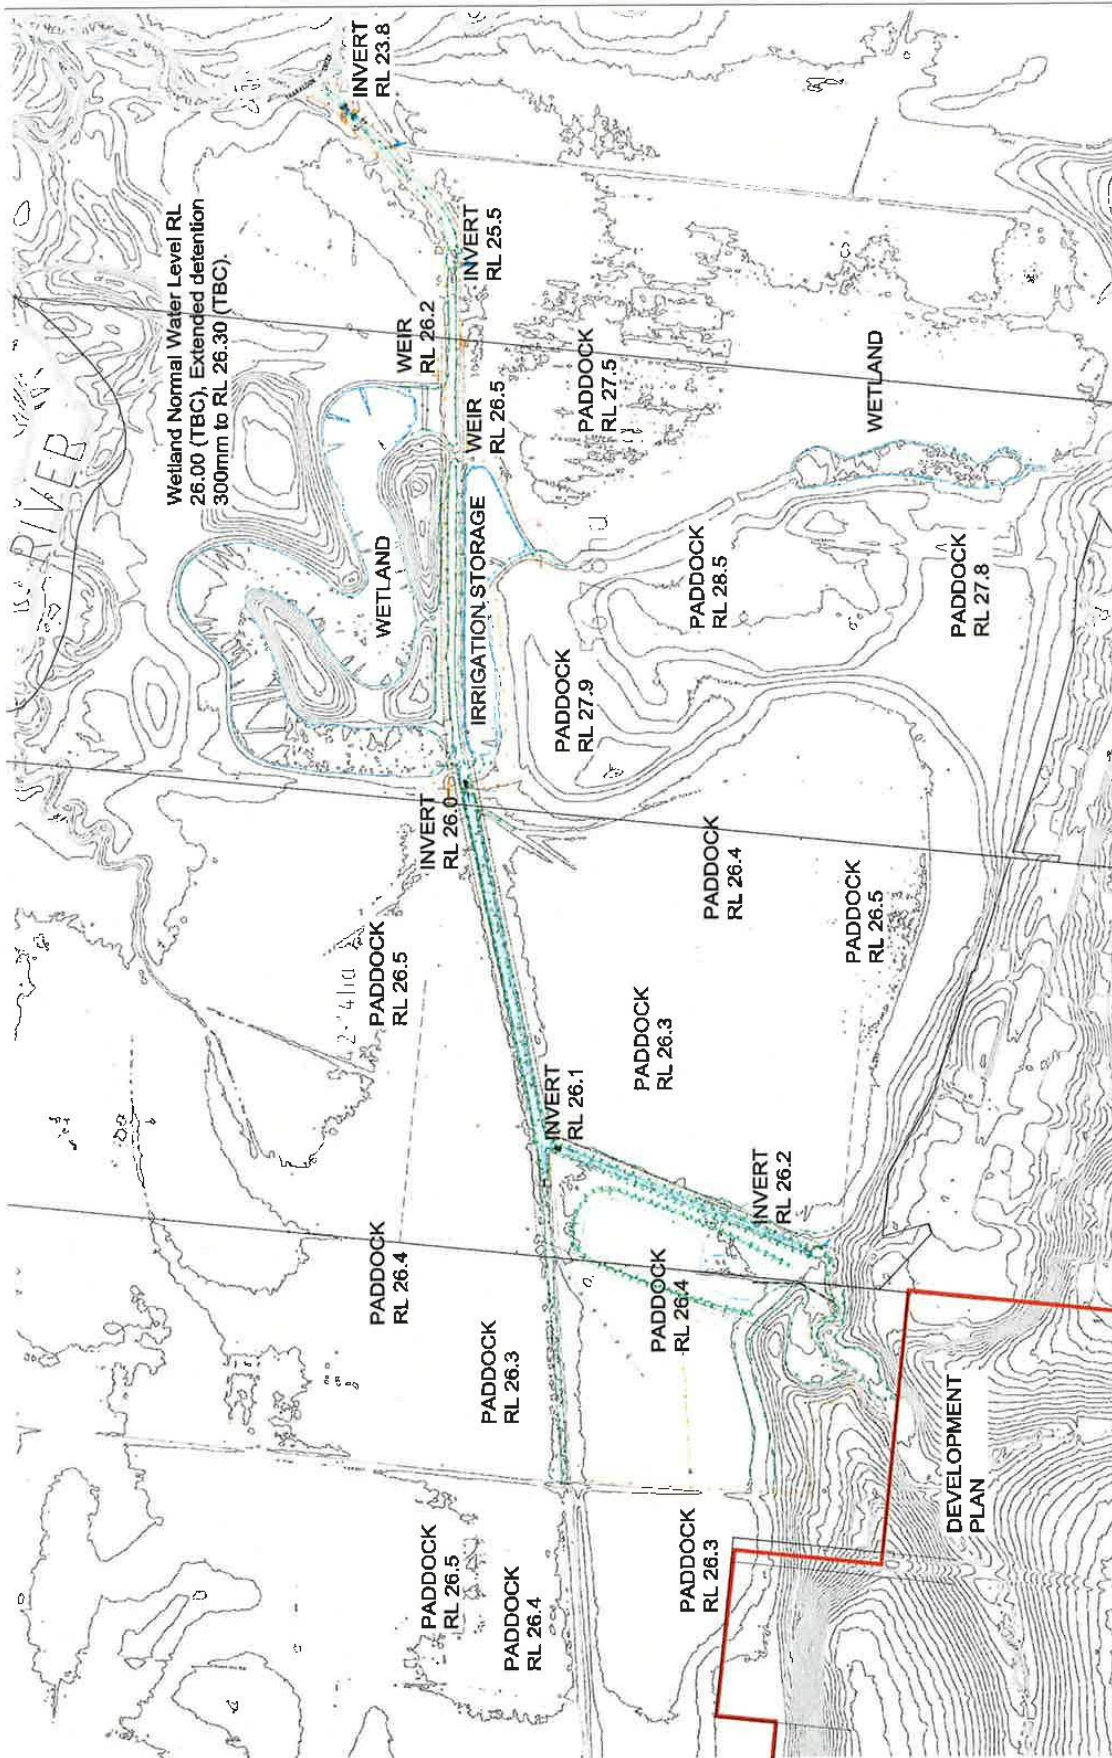 RIVER
Wetland Normal Water Level RL
26.00 (TBC), Extended detention
300mm to RL 26.30 (TBC).
INVERT
RL 23.8
PADDOCK
RL 26.4
PADDOCK
RL 26.5
WETLAND
WEIR
RL 26.2
PADDOCK
RL 26.5
INVERT
RL 26.0
INVERT
RL 25.5
WEIR
RL 26.5
IRRIGATION STORAGE
PADDOCK
RL 26.3
PADDOCK
RL 26.4
INVERT
RL 26.1
PADDOCK
RL 27.9
PADDOCK
RL 27.5
PADDOCK
RL 26.3
PADDOCK
RL 26.4
PADDOCK
RL 26.3
PADDOCK
RL 28.5
PADDOCK
RL 26.4
INVERT
RL 26.2
PADDOCK
RL 26.5
WETLAND
DEVELOPMENT
PLAN
PADDOCK
RL 27.8